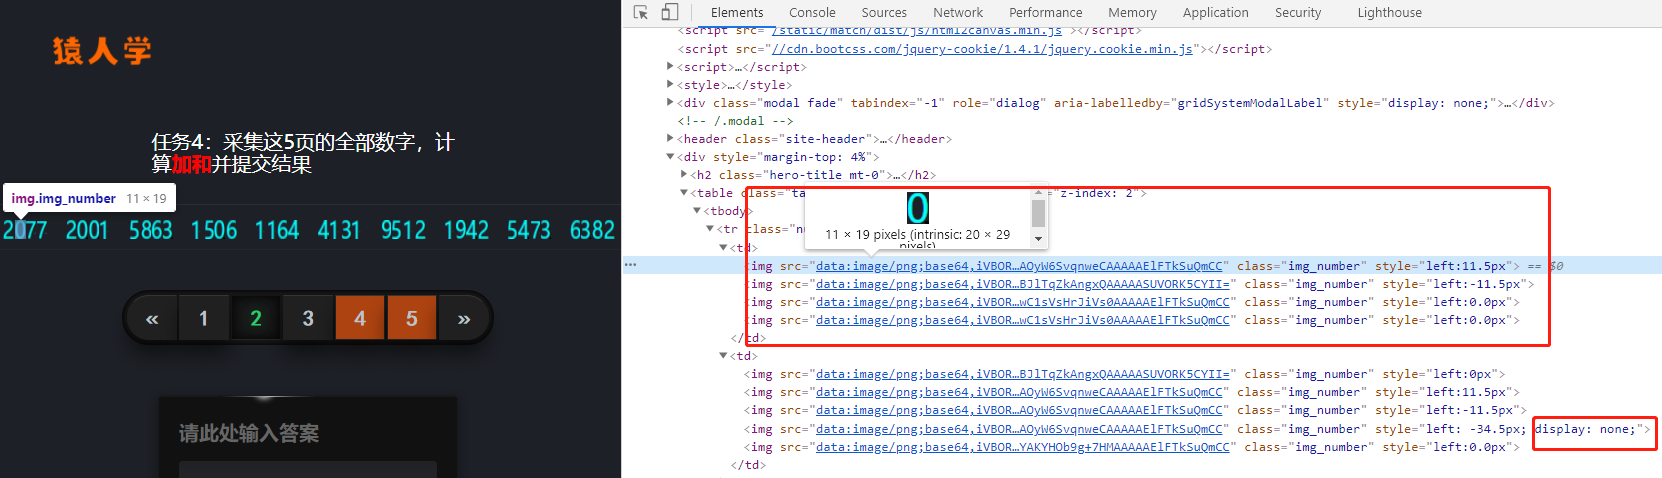 猿人学
任务4：采集这5页的全部数字，计
算加和并提交结果
img.img_number 11 × 19
2077 2001 5863 1506 1164 4131 9512 1942 5473 6382
« 1 2 3 4 5 »
请此处输入答案
Elements Console Sources Network Performance Memory Application Security Lighthouse
<script src="/static/match/dist/js/html2canvas.min.js"></script>
<script src="//cdn.bootcss.com/jquery-cookie/1.4.1/jquery.cookie.min.js"></script>
▶<script>…</script>
▶<style>…</style>
▶<div class="modal fade" tabindex="-1" role="dialog" aria-labelledby="gridSystemModalLabel" style="display: none;">…</div>
<!-- /.modal -->
▶<header class="site-header">…</header>
▼<div style="margin-top: 4%">
▶<h2 class="hero-title mt-0">…</h2>
▼<table class="ta ="z-index: 2">
0
11 × 19 pixels (intrinsic: 20 × 29
pixels)
▼<tbody>
▼<tr class="nu
▼<td>
<img src="data:image/png;base64,iVBOR…AOyW6SvqnweCAAAAAElFTkSuQmCC" class="img_number" style="left:11.5px"> == $0
<img src="data:image/png;base64,iVBOR…BJlTqZkAngxQAAAAASUVORK5CYII=" class="img_number" style="left:-11.5px">
<img src="data:image/png;base64,iVBOR…wC1sVsHrJiVs0AAAAAElFTkSuQmCC" class="img_number" style="left:0.0px">
<img src="data:image/png;base64,iVBOR…wC1sVsHrJiVs0AAAAAElFTkSuQmCC" class="img_number" style="left:0.0px">
</td>
▼<td>
<img src="data:image/png;base64,iVBOR…BJlTqZkAngxQAAAAASUVORK5CYII=" class="img_number" style="left:0px">
<img src="data:image/png;base64,iVBOR…AOyW6SvqnweCAAAAAElFTkSuQmCC" class="img_number" style="left:11.5px">
<img src="data:image/png;base64,iVBOR…AOyW6SvqnweCAAAAAElFTkSuQmCC" class="img_number" style="left:-11.5px">
<img src="data:image/png;base64,iVBOR…AOyW6SvqnweCAAAAAElFTkSuQmCC" class="img_number" style="left: -34.5px; display: none;">
<img src="data:image/png;base64,iVBOR…YAKYHOb9g+7HMAAAAAElFTkSuQmCC" class="img_number" style="left:0.0px">
</td>